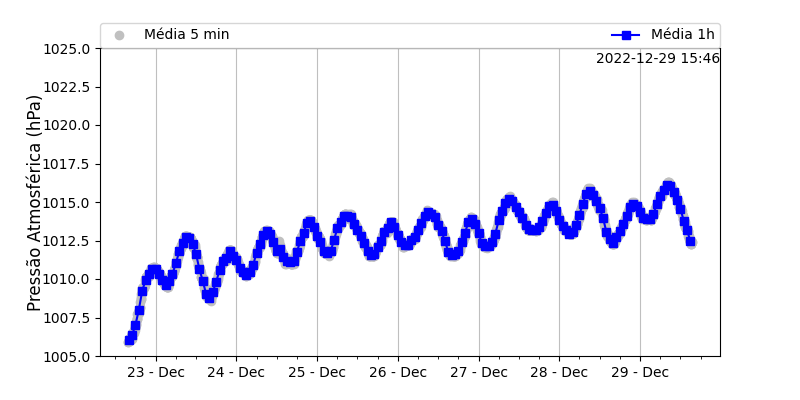 Média 5 min
Média 1h
2022-12-29 15:46
Pressão Atmosférica (hPa)
1025.0
1022.5
1020.0
1017.5
1015.0
1012.5
1010.0
1007.5
1005.0
23 - Dec
24 - Dec
25 - Dec
26 - Dec
27 - Dec
28 - Dec
29 - Dec